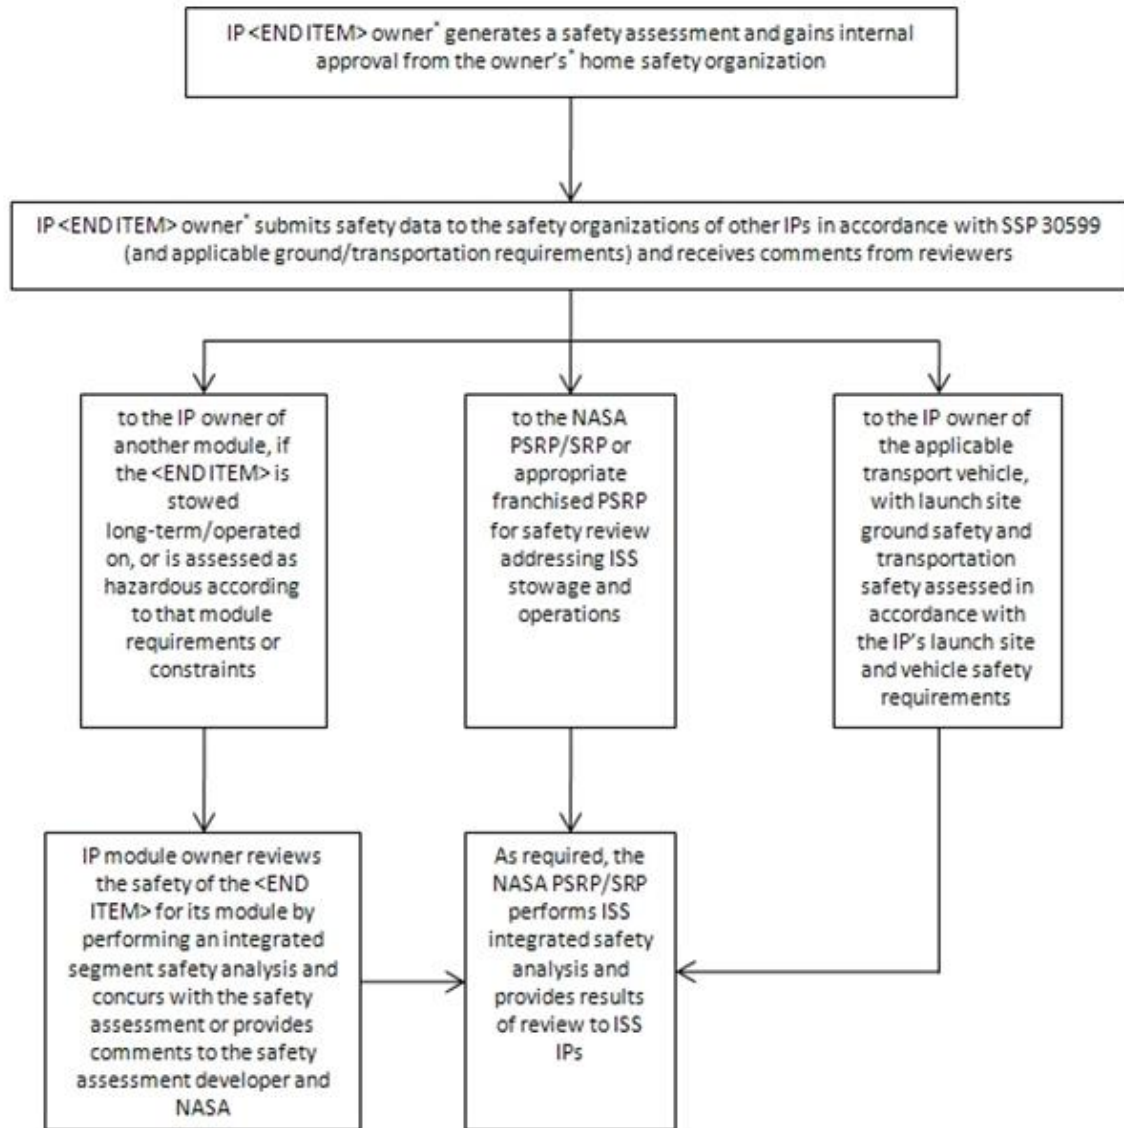 IP <END ITEM> owner* generates a safety assessment and gains internal
approval from the owner's* home safety organization
IP <END ITEM> owner* submits safety data to the safety organizations of other IPs in accordance with SSP 30599
(and applicable ground/transportation requirements) and receives comments from reviewers
to the IP owner of
another module, if
the <END ITEM> is
stowed
long-term/operated
on, or is assessed as
hazardous according
to that module
requirements or
constraints
to the NASA
PSRP/SRP or
appropriate
franchised PSRP
for safety review
addressing ISS
stowage and
operations
to the IP owner of
the applicable
transport vehicle,
with launch site
ground safety and
transportation
safety assessed in
accordance with
the IP's launch site
and vehicle safety
requirements
IP module owner reviews
the safety of the <END
ITEM> for its module by
performing an integrated
segment safety analysis and
concurs with the safety
assessment or provides
comments to the safety
assessment developer and
NASA
As required, the
NASA PSRP/SRP
performs ISS
integrated safety
analysis and
provides results
of review to ISS
IPs